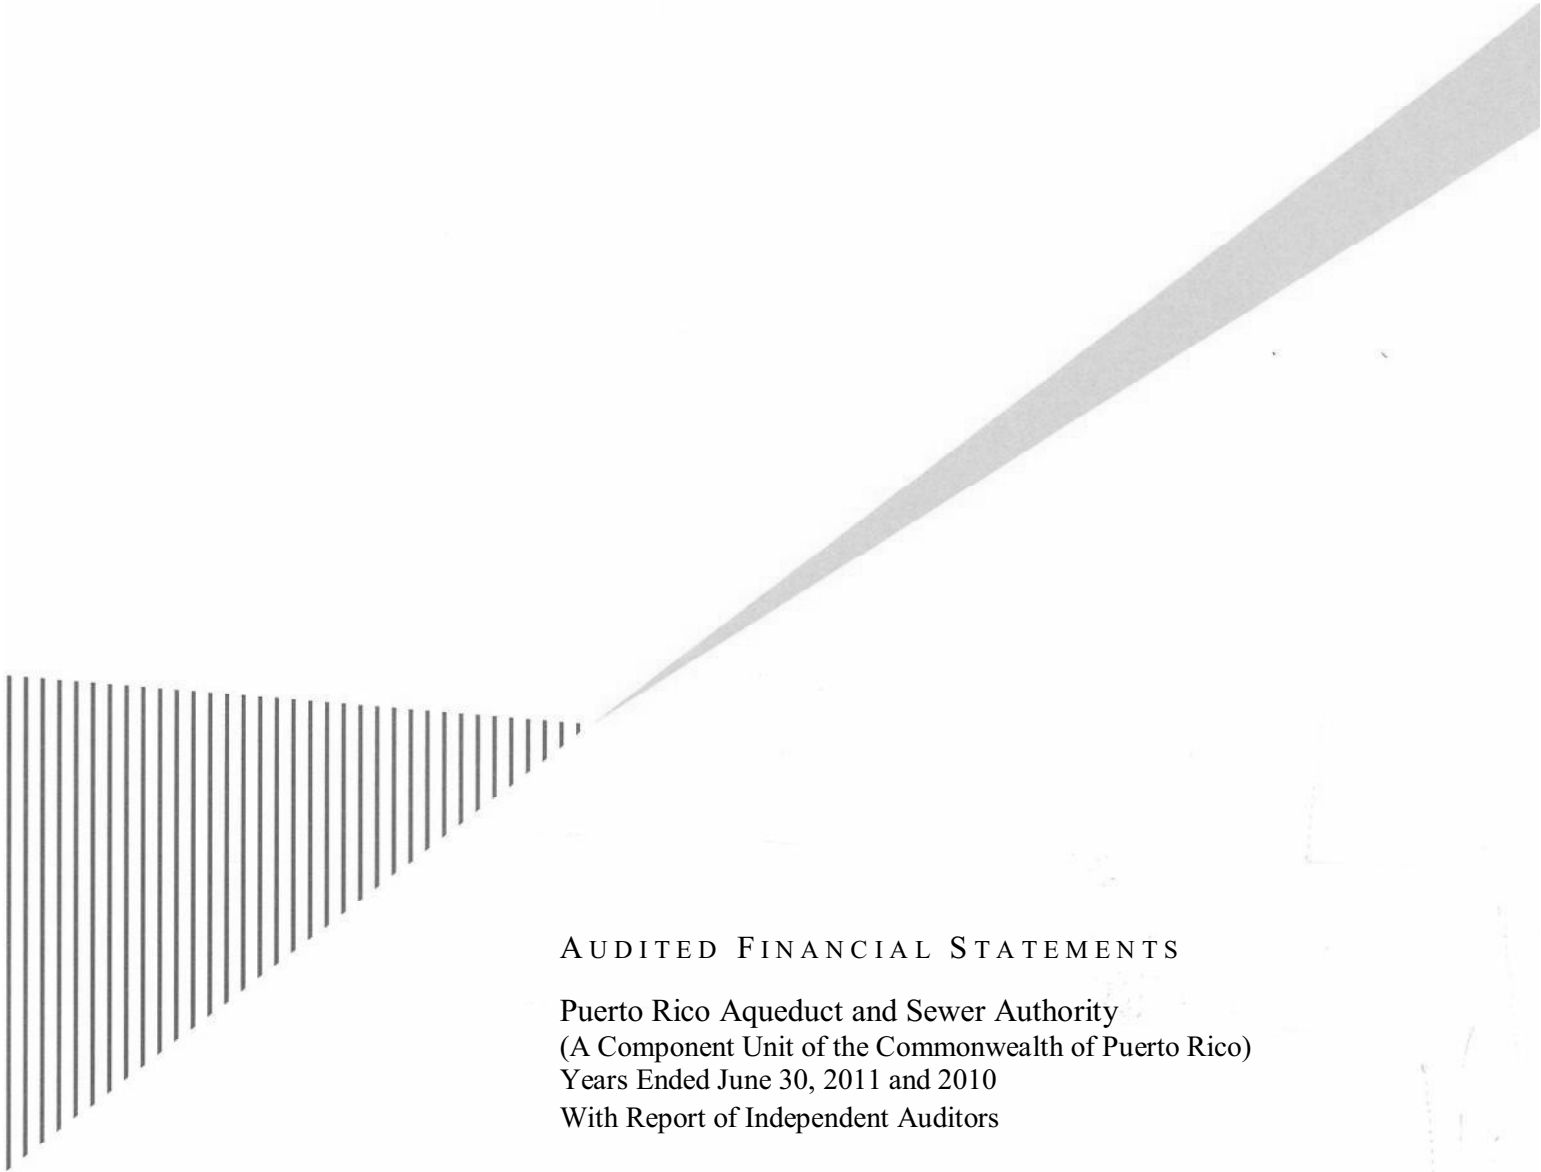 AUDITED FINANCIAL STATEMENTS
Puerto Rico Aqueduct and Sewer Authority
(A Component Unit of the Commonwealth of Puerto Rico)
Years Ended June 30, 2011 and 2010
With Report of Independent Auditors